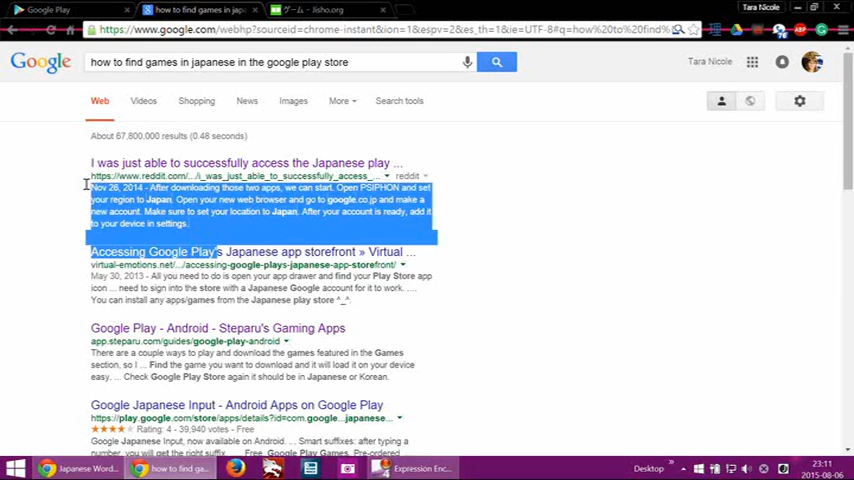 Google Play
how to find games in jap
ゲーム - Jisho.org
Tara Nicole
https://www.google.com/webhp?sourceid=chrome-instant&ion=1&espv=2&es_th=1&ie=UTF-8#q=how%20to%20find%
Google
how to find games in japanese in the google play store
Tara Nicole
Web Videos Shopping News Images More Search tools
About 67,800,000 results (0.48 seconds)
I was just able to successfully access the Japanese play ...
https://www.reddit.com/.../i_was_just_able_to_successfully_access_... reddit
Nov 26, 2014 - After downloading those two apps, we can start. Open PSIPHON and set
your region to Japan. Open your new web browser and go to google.co.jp and make a
new account. Make sure to set your location to Japan. After your account is ready, add it
to your device in settings.
Accessing Google Play's Japanese app storefront » Virtual ...
virtual-emotions.net/.../accessing-google-plays-japanese-app-storefront/
May 30, 2013 - All you need to do is open your app drawer and find your Play Store app
icon ... need to sign into the store with a Japanese Google account for it to work. ...
You can install any apps/games from the Japanese play store ^_^.
Google Play - Android - Steparu's Gaming Apps
app.steparu.com/guides/google-play-android
There are a couple ways to play and download the games featured in the Games
section, so I ... Find the game you want to download and it will load it on your device
easy. ... Check Google Play Store again it should be in Japanese or Korean.
Google Japanese Input - Android Apps on Google Play
https://play.google.com/store/apps/details?id=com.google...japanese...
Rating: 4 - 39,940 votes - Free
Google Japanese Input, now available on Android. ... Smart suffixes: after typing a
number, you will get the right suffix... Free. Google Play Games. Pre-ordered
Japanese Word...
how to find ga...
Expression Enc...
Desktop
23:11
2015-08-06